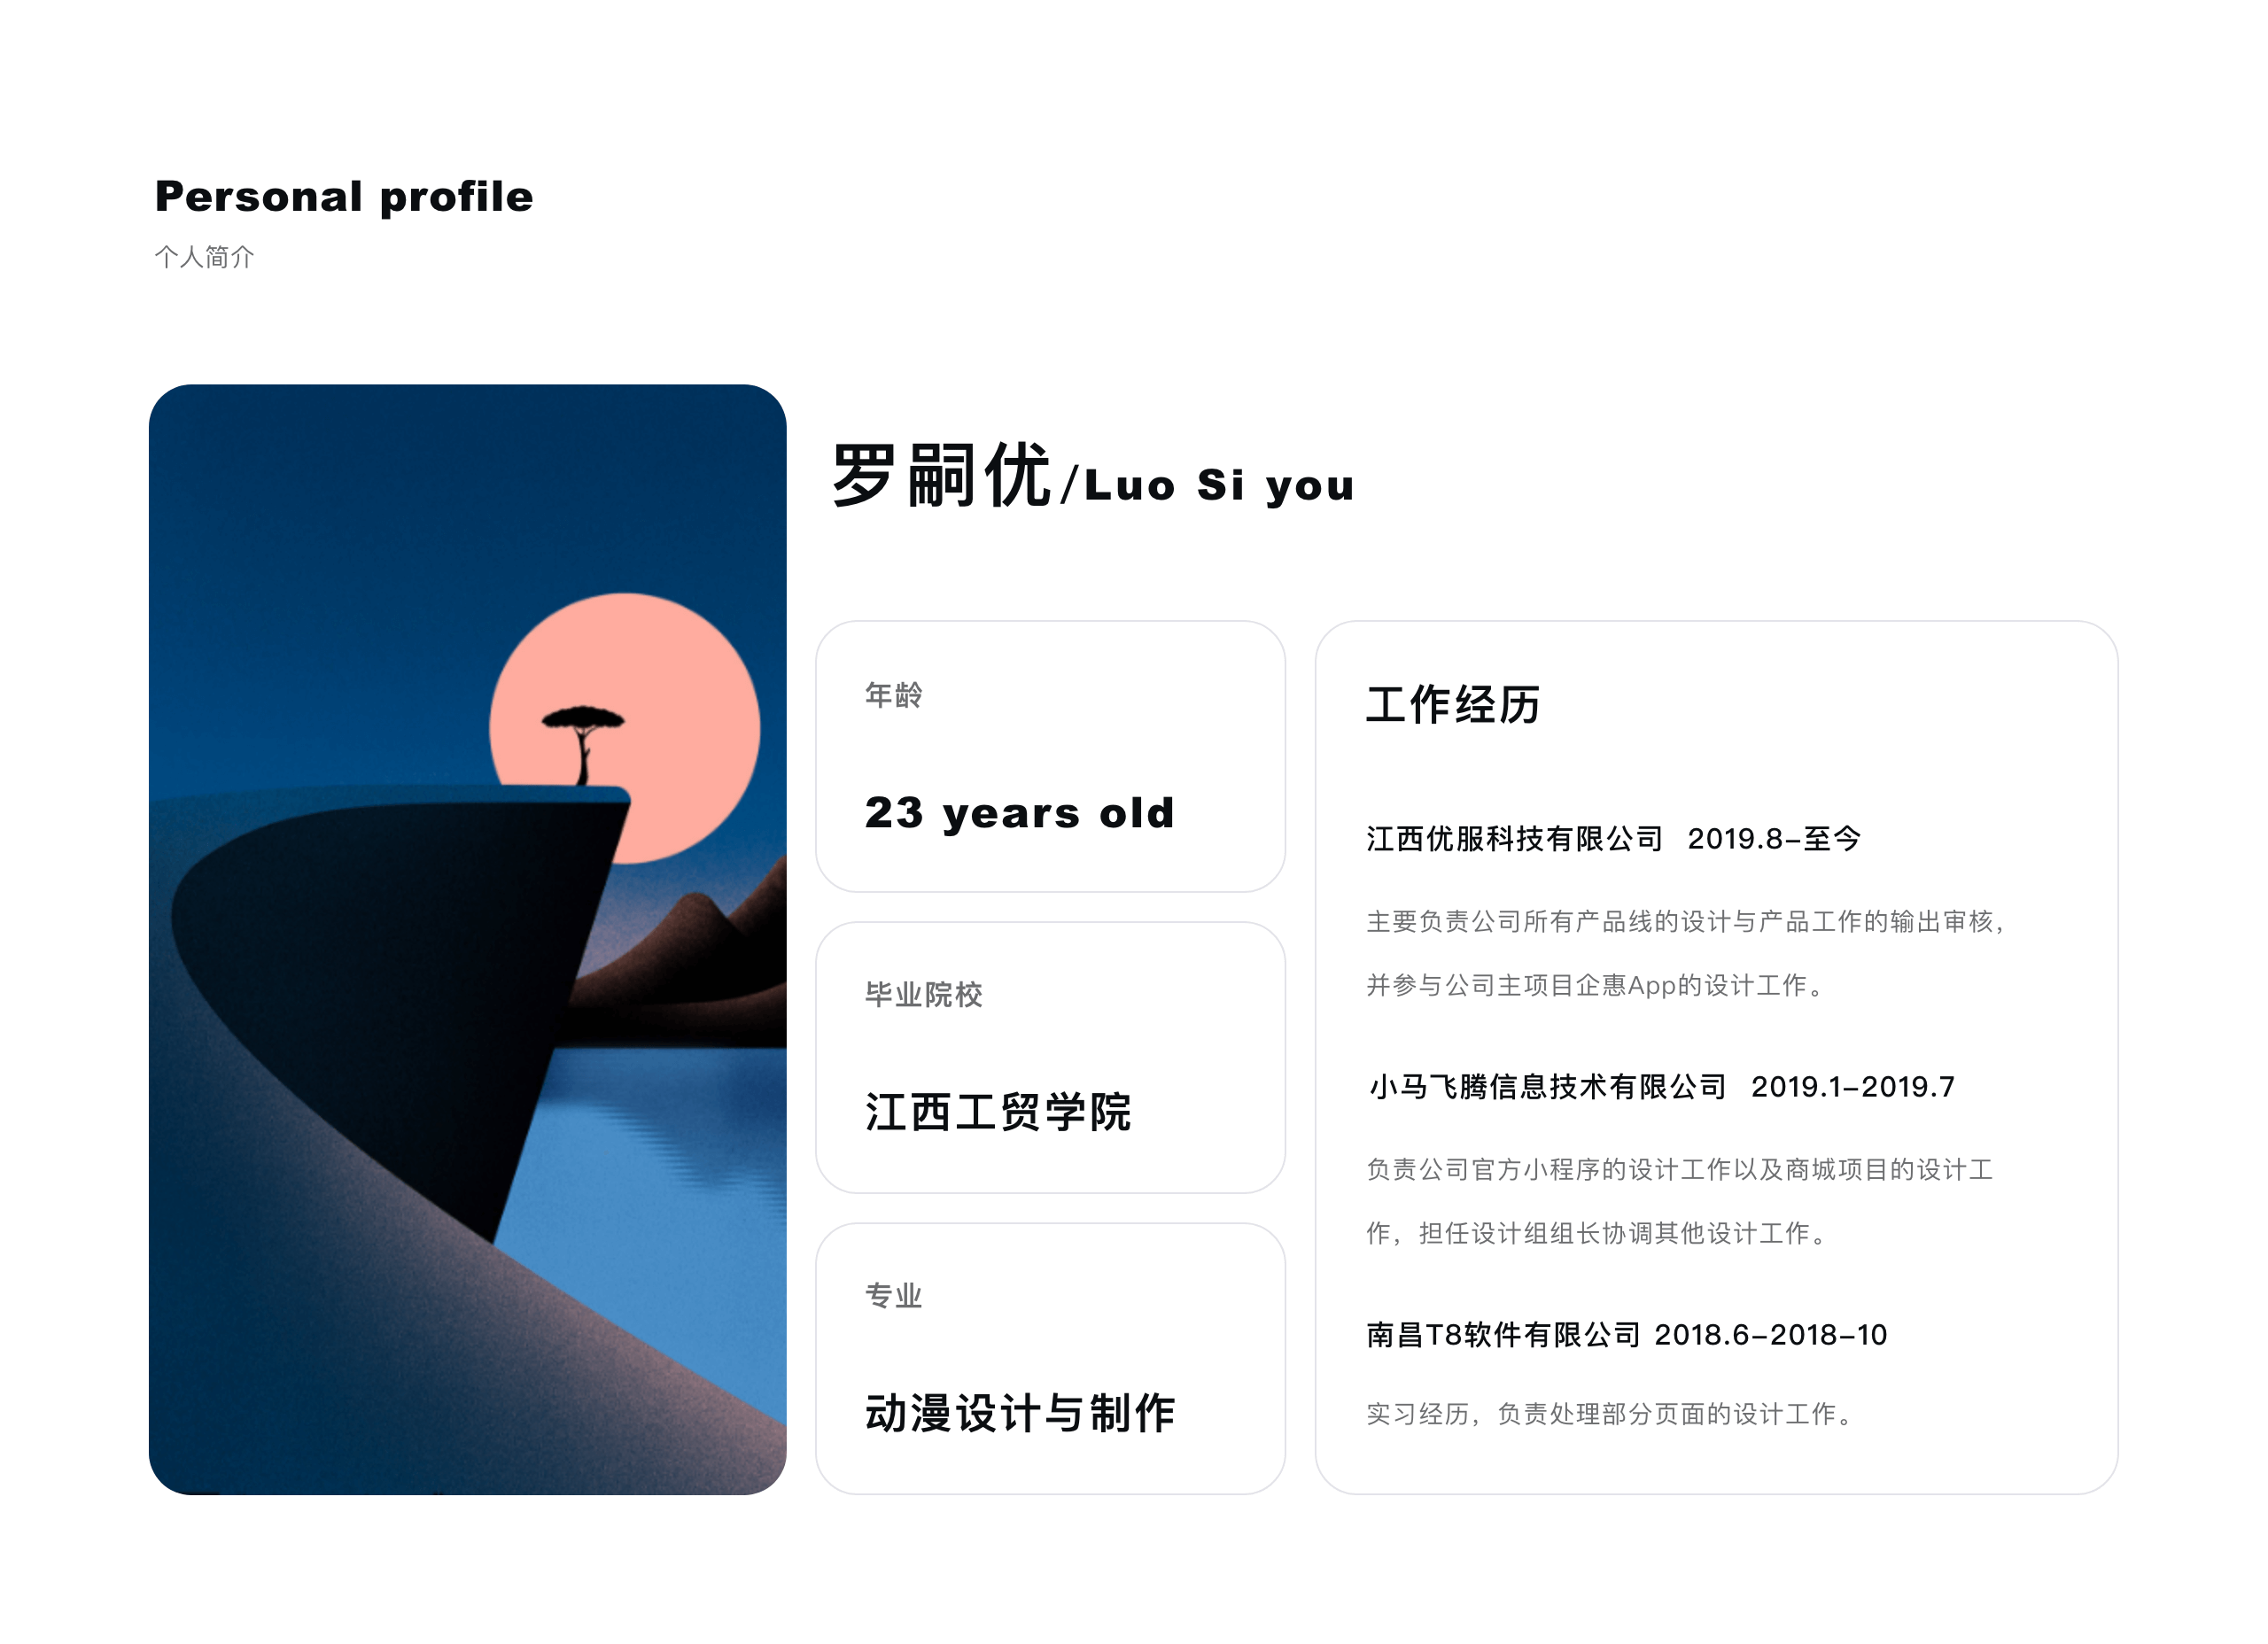 Personal profile
个人简介
罗嗣优/Luo Si you
年龄
23 years old
毕业院校
江西工贸学院
专业
动漫设计与制作
工作经历
江西优服科技有限公司 2019.8-至今
主要负责公司所有产品线的设计与产品工作的输出审核，
并参与公司主项目企惠App的设计工作。
小马飞腾信息技术有限公司 2019.1-2019.7
负责公司官方小程序的设计工作以及商城项目的设计工
作，担任设计组组长协调其他设计工作。
南昌T8软件有限公司 2018.6-2018-10
实习经历，负责处理部分页面的设计工作。